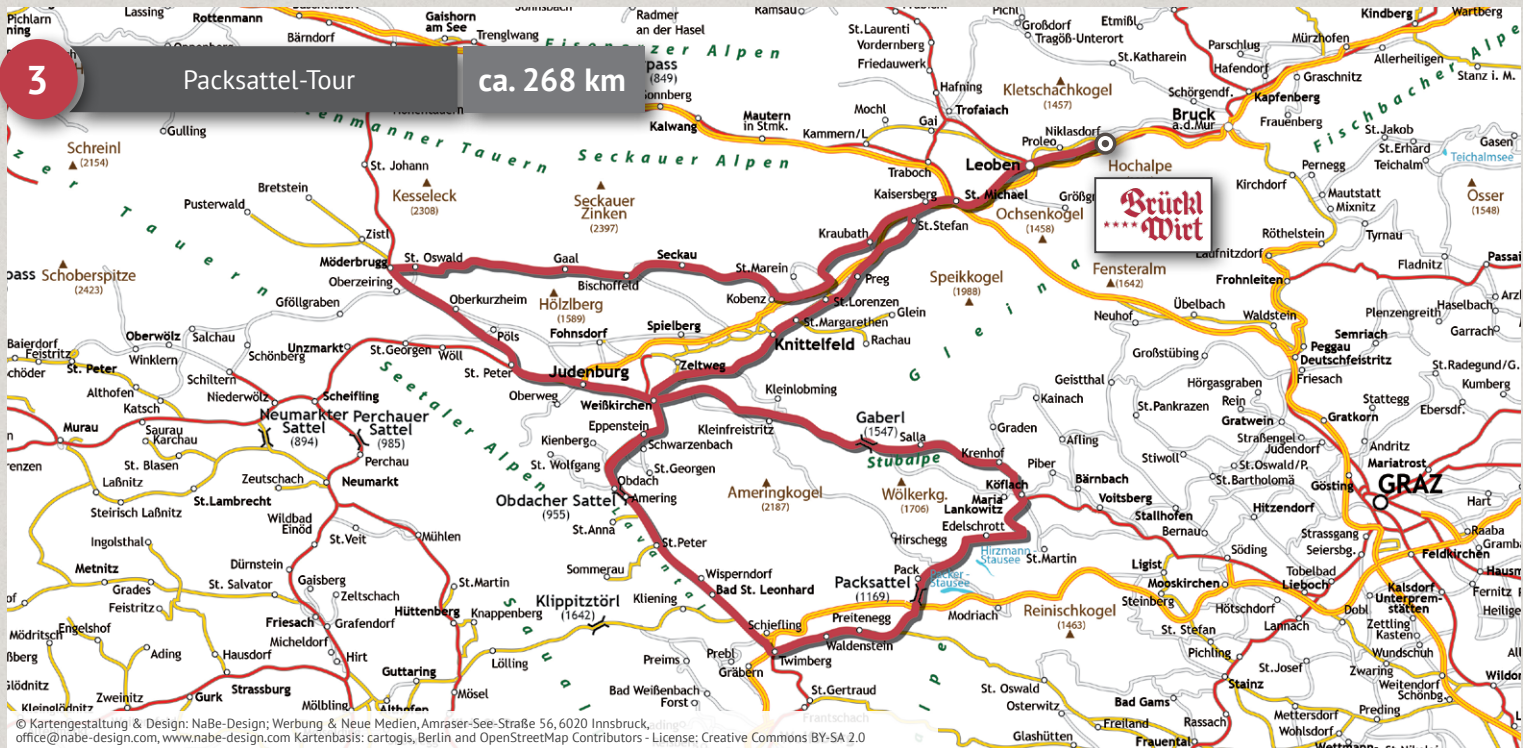 3
Packsattel-Tour
ca. 268 km
Pichlarn
Lassing
Rottenmann
Bärndorf
Gaishorn
am See
Trenglwang
Radmer
an der Hasel
Ramsau
St.Laurenti
Vordernberg
Friedauwerk
Pichl
Großdorf
Tragöß-Unterort
Etmißl
St.Katharein
Parschlug
Hafendorf
Mürzhofen
Kindberg
Wartberg
Allerheiligen
Stanz i. M.
Graschnitz
Kapfenberg
Schörgendf.
Frauenberg
Bruck
a.d.Mur
Fischbacher Alpe
Eisenerzer Alpen
pass
(849)
Sonnberg
Kalwang
Mautern
in Stmk.
Kammern/L
Mochl
Gai
Hafning
Trofaiach
Kletschachkogel
(1457)
Niklasdorf
Proleo
Leoben
Hochalpe
Traboch
Kaisersberg
St. Michael
St.Stefan
Ochsenkogel
(1458)
Brückl
Wirt
Gulling
Schreinl
(2154)
Tauern
Seckauer Alpen
St. Johann
Kesseleck
(2308)
Seckauer
Zinken
(2397)
Bretstein
Pusterwald
Zistl
Möderbrugg
St. Oswald
Oberzeiring
Gaal
Bischoffeld
Seckau
St.Marein
Kraubath
Kobenz
Preg
St.Lorenzen
Glein
St.Margarethen
Rachau
Knittelfeld
Speikkogel
(1988)
Gleina
Fensteralm
(1642)
St.Jakob
St.Erhard
Teichalm
Gasen
Teichalmsee
Pernegg
Kirchdorf
Mautstatt
Mixnitz
Osser
(1548)
Röthelstein
Tyrnau
Laufnitzdorf
Frohnleiten
Fladnitz
Passai
Übelbach
Neuhof
Waldstein
Plenzengreith
Haselbach
Arzl
Garrach
Semriach
Peggau
Deutschfeistritz
Großstübing
Friesach
St.Radegund/G.
Kumberg
Schoberspitze
(2423)
Gföllgraben
Oberkurzheim
Hölzlberg
(1589)
Fohnsdorf
Spielberg
Zeltweg
Pöls
Oberwölz
Salchau
Winklern
Schönberg
Baierdorf
Feistritz
St. Peter
Unzmarkt
St.Georgen
Wöll
St. Peter
Judenburg
Weißkirchen
Oberweg
Kleinlobming
Kleinfreistritz
Eppenstein
Schwarzenbach
Kienberg
St. Wolfgang
St.Georgen
Obdach
Amering
Obdacher Sattel
(955)
Seetaler Alpen
Lavantal
Schiltern
Niederwölz
Scheifling
Althofen
Katsch
Neumarkter
Sattel
(894)
Perchauer
Sattel
(985)
Perchau
Murau
Saurau
Karchau
St. Blasen
Laßnitz
Zeutschach
Neumarkt
St.Lambrecht
Steirisch Laßnitz
Wildbad
Einöd
St.Veit
Mühlen
Ingolsthal
Metnitz
Grades
Feistritz
Dürnstein
St. Salvator
Gaisberg
Zeltschach
Friesach
Grafendorf
Micheldorf
Hirt
St.Martin
Hüttenberg
Knappenberg
Mödritsch
Engelshof
Ading
Hausdorf
Zweinitz
Gurk
Strassburg
Mölbling
Guttaring
Lölling
Mösel
Klippitztörl
(1642)
Saua
Gaberl
(1547)
Salla
Stubalpe
Krenhof
Graden
Kainach
Geistthal
Afling
Piber
Köflach
Maria
Lankowitz
Edelschrott
Ameringkogel
(2187)
Wölkerkg.
(1706)
Bärnbach
Voitsberg
Stallhofen
Bernau
Hitzendorf
St.Pankrazen
Stiwoll
St.Oswald/P.
St.Bartholomä
Hörgasgraben
Rein
Gratwein
Stattegg
Ebersdf.
Gratkorn
Straßengel
Judendorf
Andritz
Mariatrost
Gösting
GRAZ
Hart
Strassgang
Seiersbg.
Raaba
Feldkirchen
St.Anna
St.Peter
Sommerau
Wisperndorf
Bad St. Leonhard
Kliening
Hirschegg
Hirzmann
Stausee
St.Martin
Pack
Packsattel
(1169)
Packer-
Stausee
Modriach
Reinischkogel
(1463)
Ligist
Söding
Mooskirchen
Steinberg
Tobelbad
Lieboch
Kalsdorf
Unterprem-
stätten
Hötschdorf
Dobl
Zettling
Kasten
Lannach
St. Stefan
Pichling
Wundschuh
Zwaring
Weitendorf
Schönbg.
St.Josef
Stainz
Schiefling
Preitenegg
Waldenstein
Twimberg
Prebl
Gräbern
Preims
Bad Weißenbach
Forst
St.Gertraud
Frantschach
St. Oswald
Osterwitz
Glashütten
Bad Gams
Freiland
Rassach
Frauental
Mettersdorf
Wohlsdorf
Preding
© Kartengestaltung & Design: NaBe-Design; Werbung & Neue Medien, Amraser-See-Straße 56, 6020 Innsbruck,
office@nabe-design.com, www.nabe-design.com Kartenbasis: cartogis, Berlin and OpenStreetMap Contributors - License: Creative Commons BY-SA 2.0